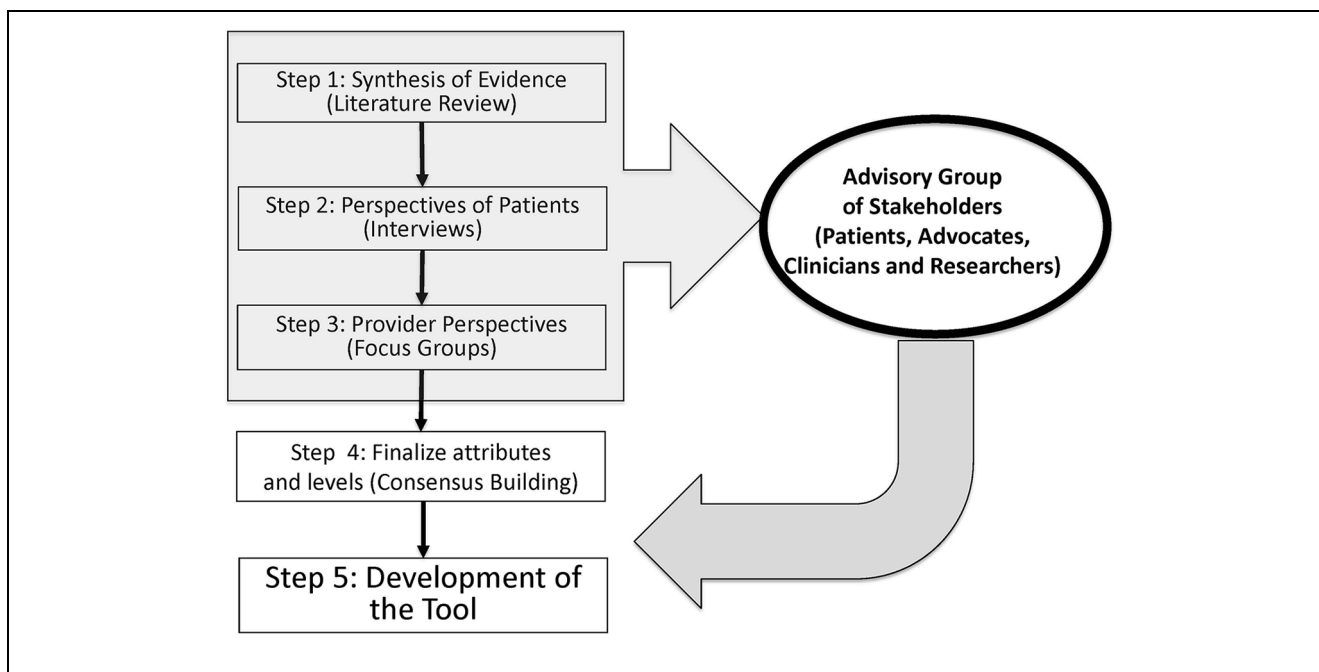 Step 1: Synthesis of Evidence
(Literature Review)
Step 2: Perspectives of Patients
(Interviews)
Step 3: Provider Perspectives
(Focus Groups)
Step 4: Finalize attributes
and levels (Consensus Building)
Step 5: Development of
the Tool
Advisory Group
of Stakeholders
(Patients, Advocates,
Clinicians and Researchers)